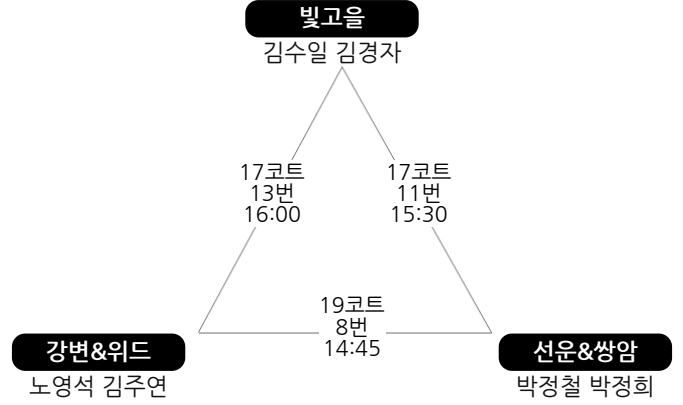 빛고을
김수일 김경자
17코트
13번
16:00
17코트
11번
15:30
19코트
8번
14:45
강변&위드
노영석 김주연
선운&쌍암
박정철 박정희